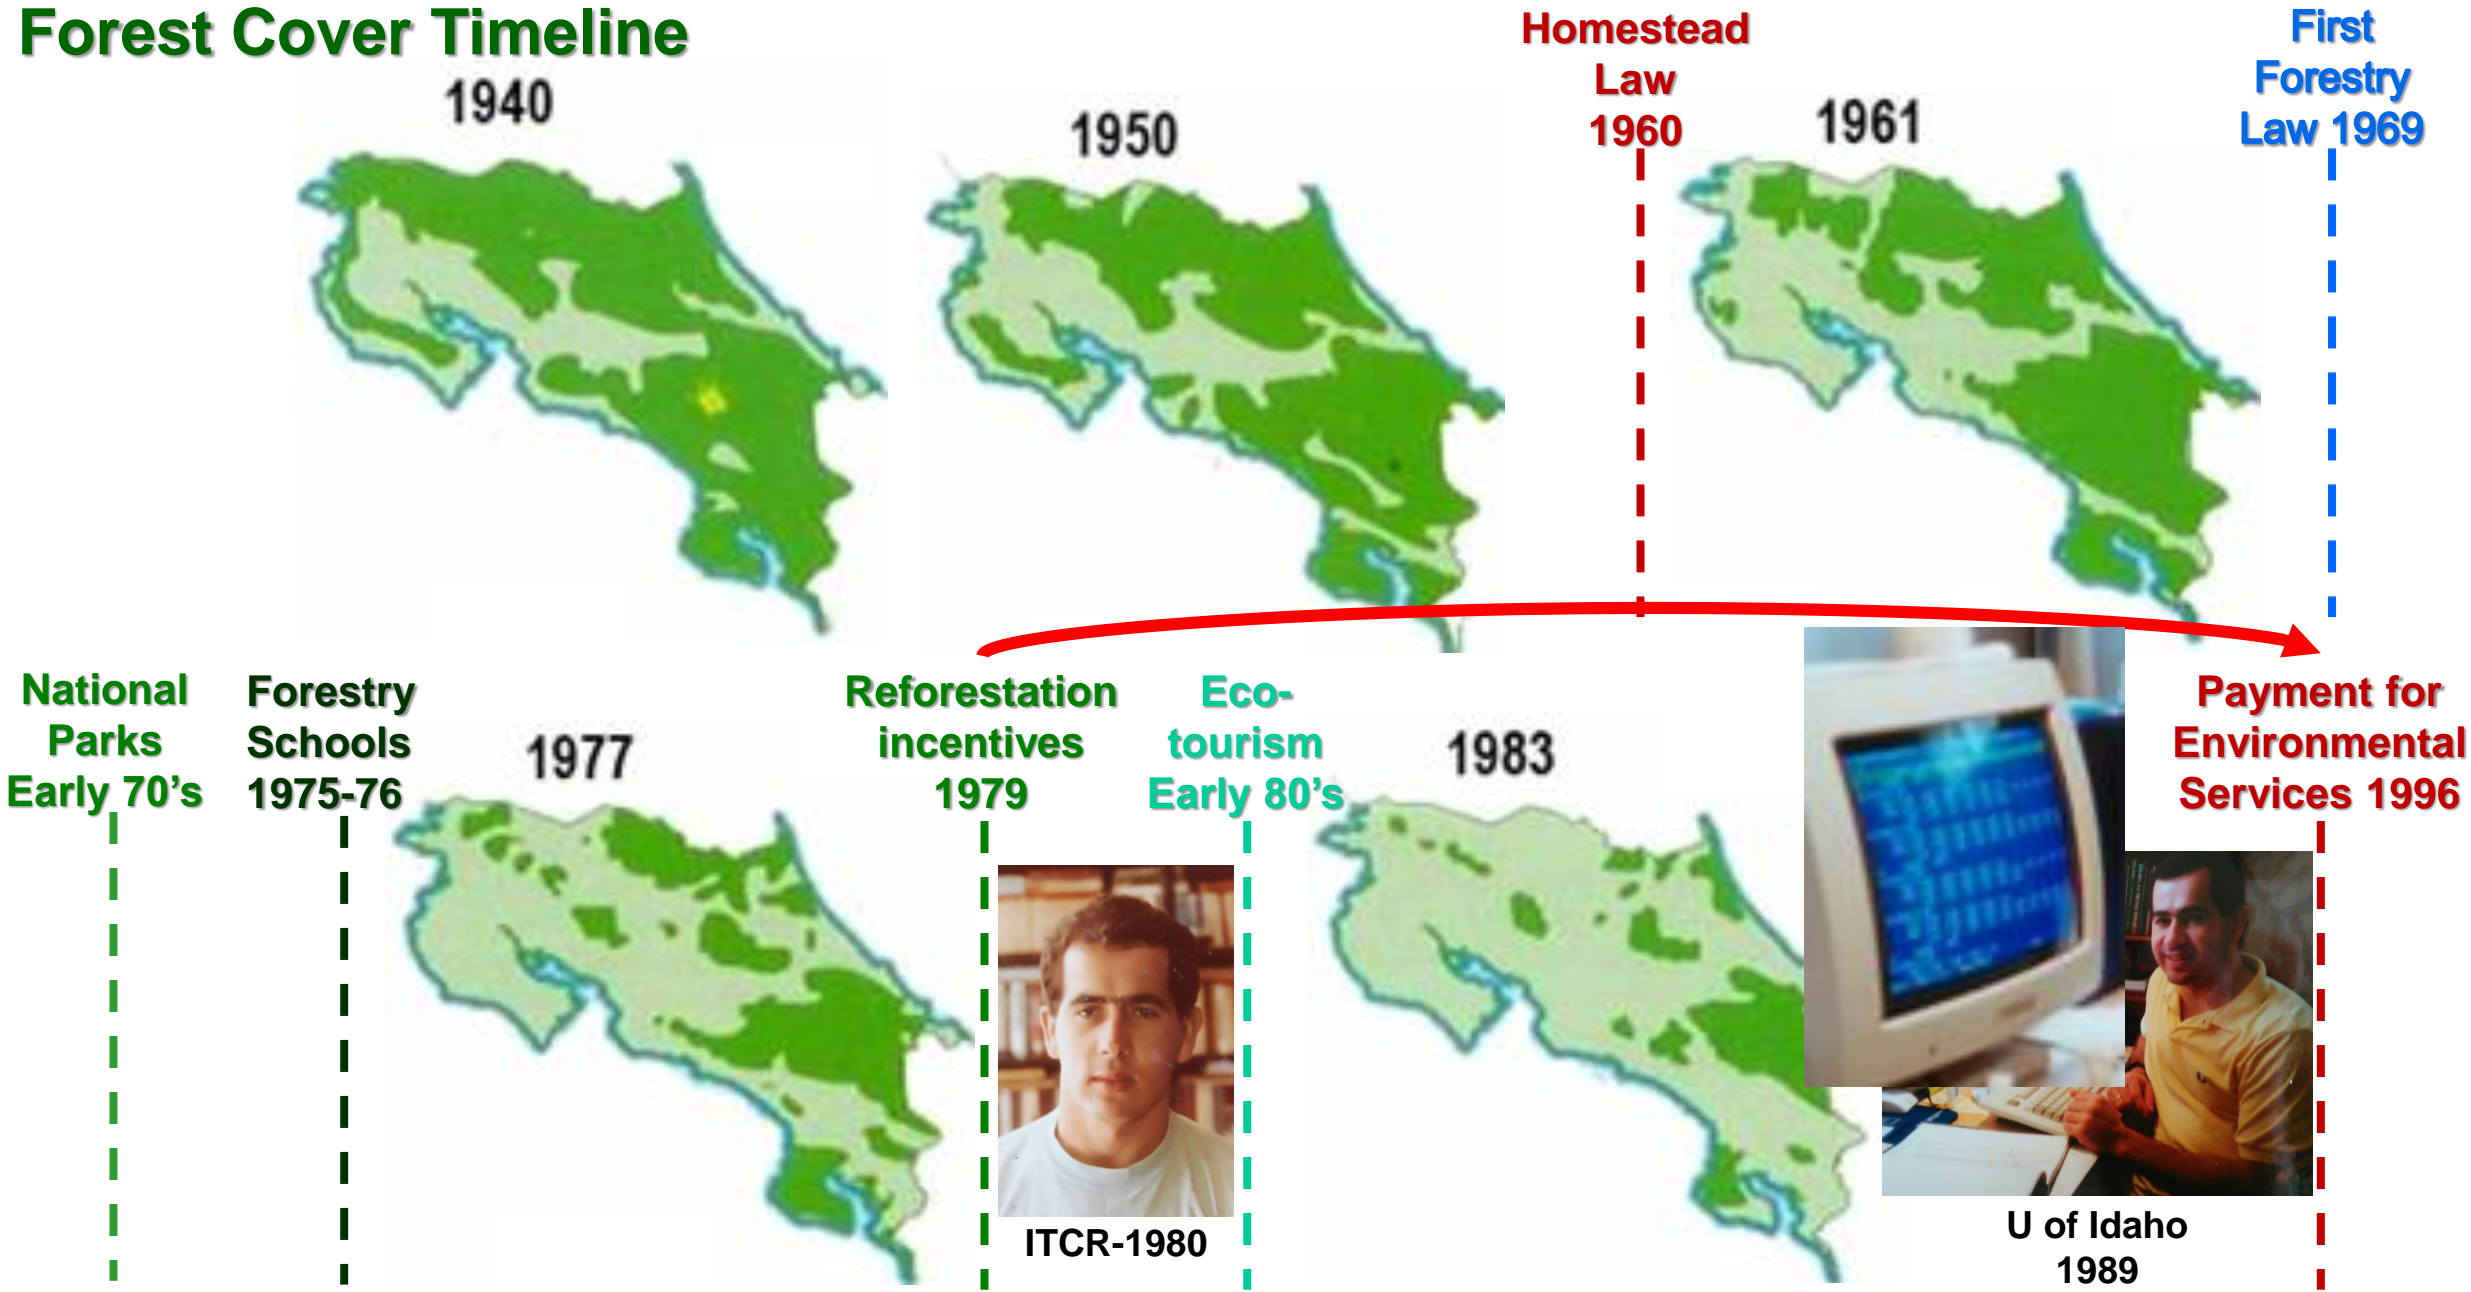 Forest Cover Timeline
1940
1950
Homestead
Law
1960
1961
First
Forestry
Law 1969
National
Parks
Early 70’s
Forestry
Schools
1975-76
1977
Reforestation
incentives
1979
Eco-
tourism
Early 80’s
1983
Payment for
Environmental
Services 1996
ITCR-1980
U of Idaho
1989